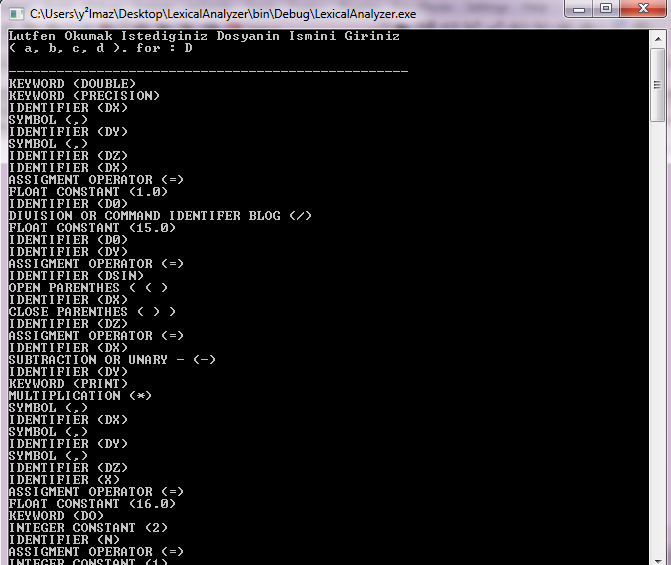 C:\Users\y²lmaz\Desktop\LexicalAnalyzer\bin\Debug\LexicalAnalyzer.exe
Lutfen Okumak Istediginiz Dosyanin Ismini Giriniz
( a, b, c, d ). for : D
--------------------------------------------------
KEYWORD (DOUBLE)
KEYWORD (PRECISION)
IDENTIFIER (DX)
SYMBOL (,)
IDENTIFIER (DY)
SYMBOL (,)
IDENTIFIER (DZ)
IDENTIFIER (DX)
ASSIGMENT OPERATOR (=)
FLOAT CONSTANT (1.0)
IDENTIFIER (D0)
DIVISION OR COMMAND IDENTIFER BLOG (/)
FLOAT CONSTANT (15.0)
IDENTIFIER (D0)
IDENTIFIER (DY)
ASSIGMENT OPERATOR (=)
IDENTIFIER (DSIN)
OPEN PARENTHES ( ( )
IDENTIFIER (DX)
CLOSE PARENTHES ( ) )
IDENTIFIER (DZ)
ASSIGMENT OPERATOR (=)
IDENTIFIER (DX)
SUBTRACTION OR UNARY - (-)
IDENTIFIER (DY)
KEYWORD (PRINT)
MULTIPLICATION (*)
SYMBOL (,)
IDENTIFIER (DX)
SYMBOL (,)
IDENTIFIER (DY)
SYMBOL (,)
IDENTIFIER (DZ)
IDENTIFIER (X)
ASSIGMENT OPERATOR (=)
FLOAT CONSTANT (16.0)
KEYWORD (DO)
INTEGER CONSTANT (2)
IDENTIFIER (N)
ASSIGMENT OPERATOR (=)
INTEGER CONSTANT (1)